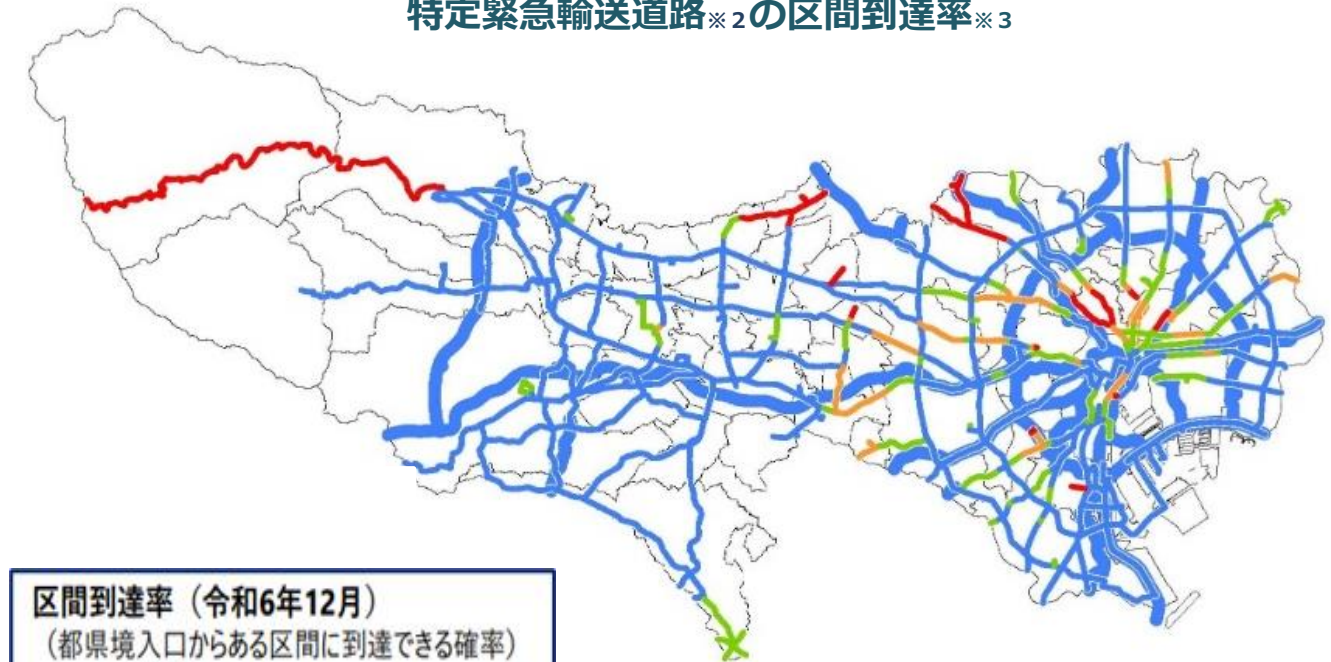 特定緊急輸送道路※2の区間到達率※3
区間到達率（令和6年12月）
（都県境入口からある区間に到達できる確率）